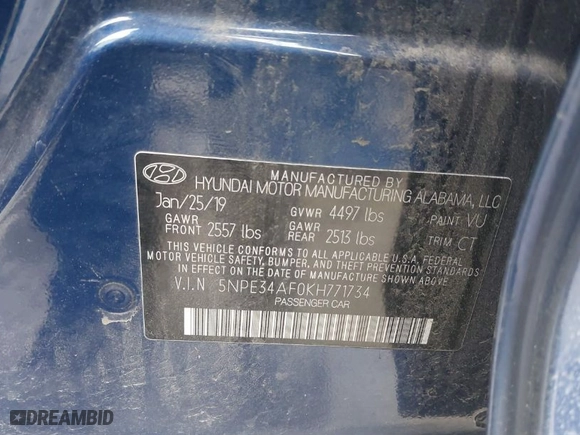 MANUFACTURED BY
HYUNDAI MOTOR MANUFACTURING ALABAMA, LLC
Jan/25/19 GVWR 4497 lbs PAINT VU
GAWR FRONT 2557 lbs GAWR REAR 2513 lbs TRIM CT
THIS VEHICLE CONFORMS TO ALL APPLICABLE U.S.A. FEDERAL
MOTOR VEHICLE SAFETY, BUMPER, AND THEFT PREVENTION STANDARDS
IN EFFECT ON THE DATE OF MANUFACTURE SHOWN ABOVE.
V.I.N 5NPE34AF0KH771734
PASSENGER CAR
DREAMBID